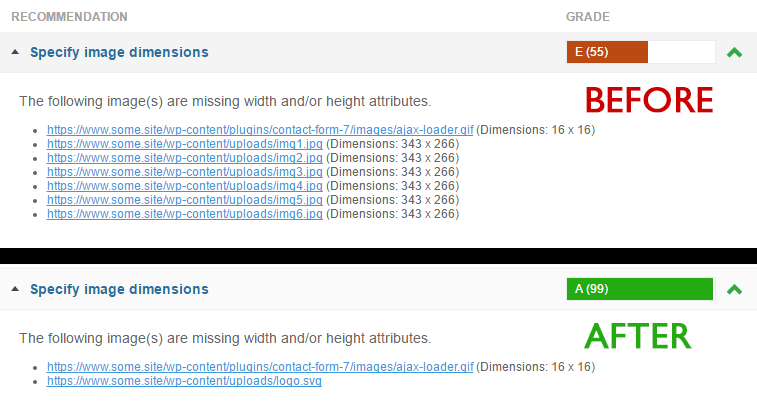 RECOMMENDATION GRADE
Specify image dimensions E (55)
BEFORE
The following image(s) are missing width and/or height attributes.
https://www.some.site/wp-content/plugins/contact-form-7/images/ajax-loader.gif (Dimensions: 16 x 16)
https://www.some.site/wp-content/uploads/img1.jpg (Dimensions: 343 x 266)
https://www.some.site/wp-content/uploads/img2.jpg (Dimensions: 343 x 266)
https://www.some.site/wp-content/uploads/img3.jpg (Dimensions: 343 x 266)
https://www.some.site/wp-content/uploads/img4.jpg (Dimensions: 343 x 266)
https://www.some.site/wp-content/uploads/img5.jpg (Dimensions: 343 x 266)
https://www.some.site/wp-content/uploads/img6.jpg (Dimensions: 343 x 266)
Specify image dimensions A (99)
AFTER
The following image(s) are missing width and/or height attributes.
https://www.some.site/wp-content/plugins/contact-form-7/images/ajax-loader.gif (Dimensions: 16 x 16)
https://www.some.site/wp-content/uploads/logo.svg